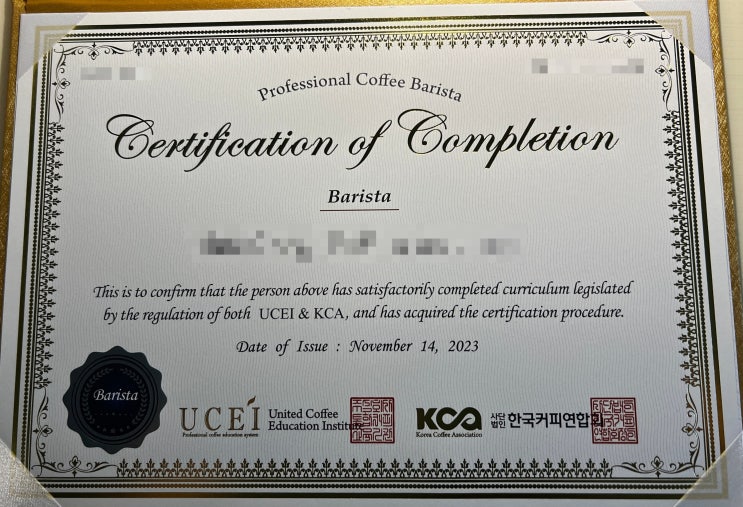 Professional Coffee Barista
Certification of Completion
Barista
This is to confirm that the person above has satisfactorily completed curriculum legislated
by the regulation of both UCEI & KCA, and has acquired the certification procedure.
Date of Issue : November 14, 2023
Barista
UCEI
Professional coffee education system
United Coffee
Education Institute
KCA
Korea Coffee Association
사단
법인
한국커피연합회